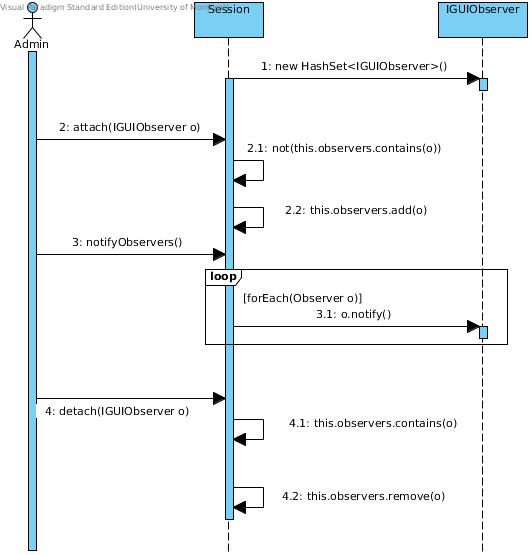 Visual Paradigm Standard Edition(University of
Session
IGUIObserver
Admin
1: new HashSet<IGUIObserver>()
2: attach(IGUIObserver o)
2.1: not(this.observers.contains(o))
2.2: this.observers.add(o)
3: notifyObservers()
loop
[forEach(Observer o)]
3.1: o.notify()
4: detach(IGUIObserver o)
4.1: this.observers.contains(o)
4.2: this.observers.remove(o)